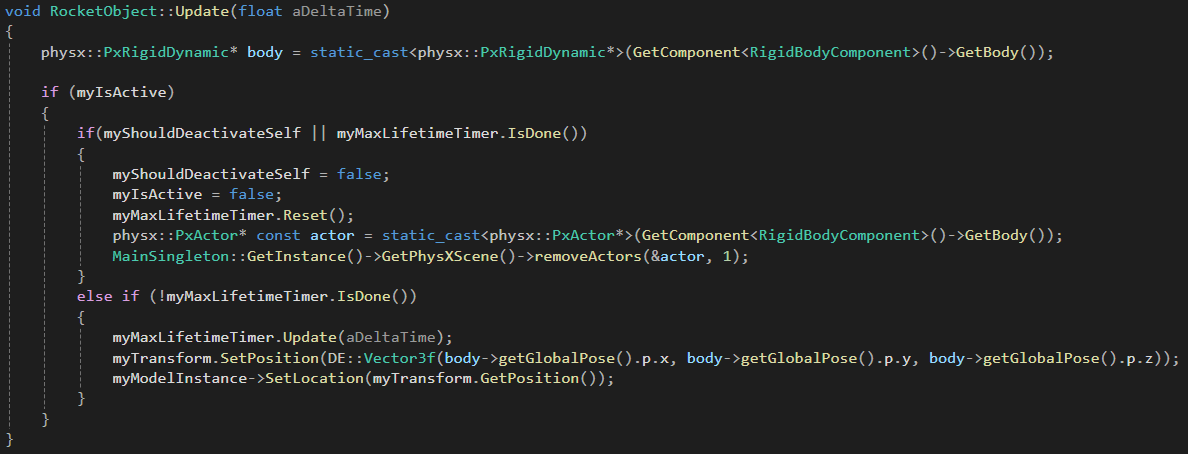 void RocketObject::Update(float aDeltaTime)
{
    physx::PxRigidDynamic* body = static_cast<physx::PxRigidDynamic*>(GetComponent<RigidBodyComponent>()->GetBody());

    if (myIsActive)
    {
        if(myShouldDeactivateSelf || myMaxLifetimeTimer.IsDone())
        {
            myShouldDeactivateSelf = false;
            myIsActive = false;
            myMaxLifetimeTimer.Reset();
            physx::PxActor* const actor = static_cast<physx::PxActor*>(GetComponent<RigidBodyComponent>()->GetBody());
            MainSingleton::GetInstance()->GetPhysXScene()->removeActors(&actor, 1);
        }
        else if (!myMaxLifetimeTimer.IsDone())
        {
            myMaxLifetimeTimer.Update(aDeltaTime);
            myTransform.SetPosition(DE::Vector3f(body->getGlobalPose().p.x, body->getGlobalPose().p.y, body->getGlobalPose().p.z));
            myModelInstance->SetLocation(myTransform.GetPosition());
        }
    }
}